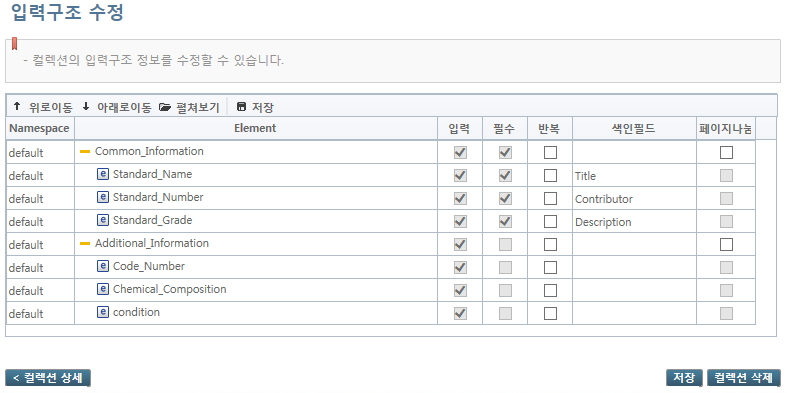 입력구조 수정
- 컬렉션의 입력구조 정보를 수정할 수 있습니다.
위로이동 아래로이동 펼쳐보기 저장
Namespace Element 입력 필수 반복 색인필드 페이지나눔
default Common_Information
default Standard_Name Title
default Standard_Number Contributor
default Standard_Grade Description
default Additional_Information
default Code_Number
default Chemical_Composition
default condition
< 컬렉션 상세 저장 컬렉션 삭제